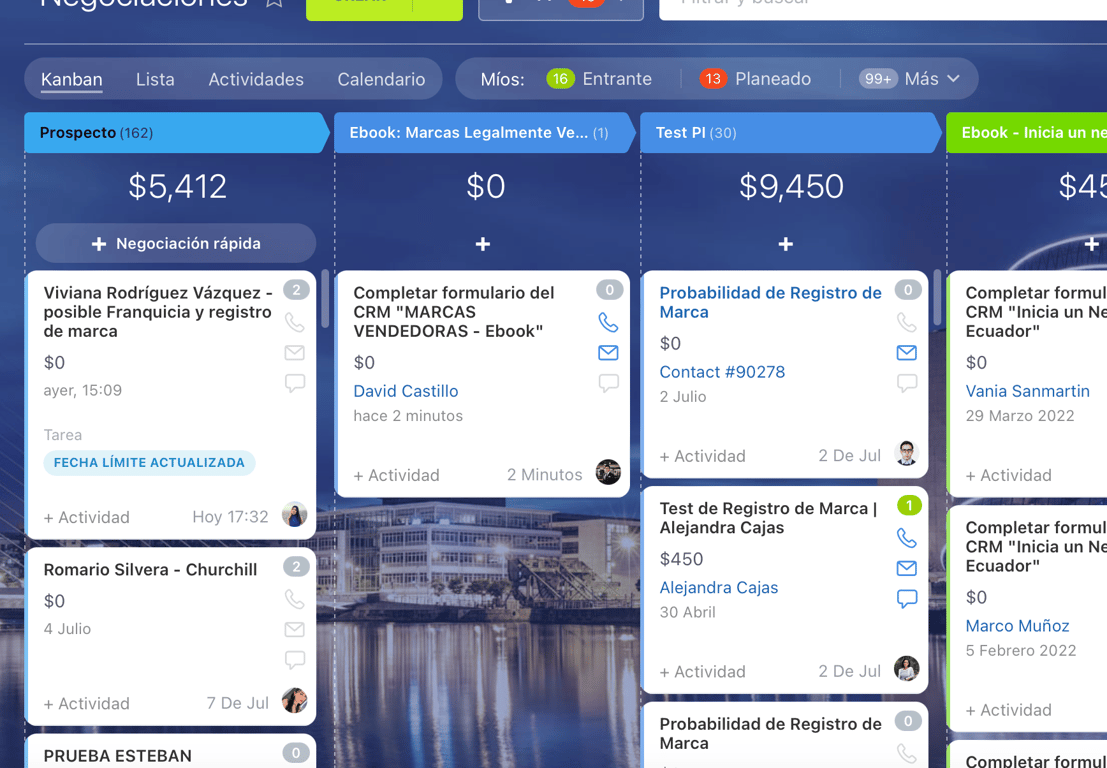 Negociaciones
Filtrar y buscar
Kanban
Lista
Actividades
Calendario
Míos:
16 Entrante
13 Planeado
99+ Más
Prospecto (162)
$5,412
+ Negociación rápida
Viviana Rodríguez Vázquez -
posible Franquicia y registro
de marca
2
$0
ayer, 15:09
Tarea
FECHA LÍMITE ACTUALIZADA
+ Actividad
Hoy 17:32
Romario Silvera - Churchill
2
$0
4 Julio
+ Actividad
7 De Jul
PRUEBA ESTEBAN
0
Ebook: Marcas Legalmente Ve... (1)
$0
+
Completar formulario del
CRM "MARCAS
VENDEDORAS - Ebook"
0
$0
David Castillo
hace 2 minutos
+ Actividad
2 Minutos
Test PI (30)
$9,450
+
Probabilidad de Registro de
Marca
0
$0
Contact #90278
2 Julio
+ Actividad
2 De Jul
Test de Registro de Marca |
Alejandra Cajas
1
$450
Alejandra Cajas
30 Abril
+ Actividad
2 De Jul
Probabilidad de Registro de
Marca
0
Ebook - Inicia un ne
$45
+
Completar formul
CRM "Inicia un Ne
Ecuador"
$0
Vania Sanmartin
29 Marzo 2022
+ Actividad
Completar formul
CRM "Inicia un Ne
Ecuador"
$0
Marco Muñoz
5 Febrero 2022
+ Actividad
Completar formul